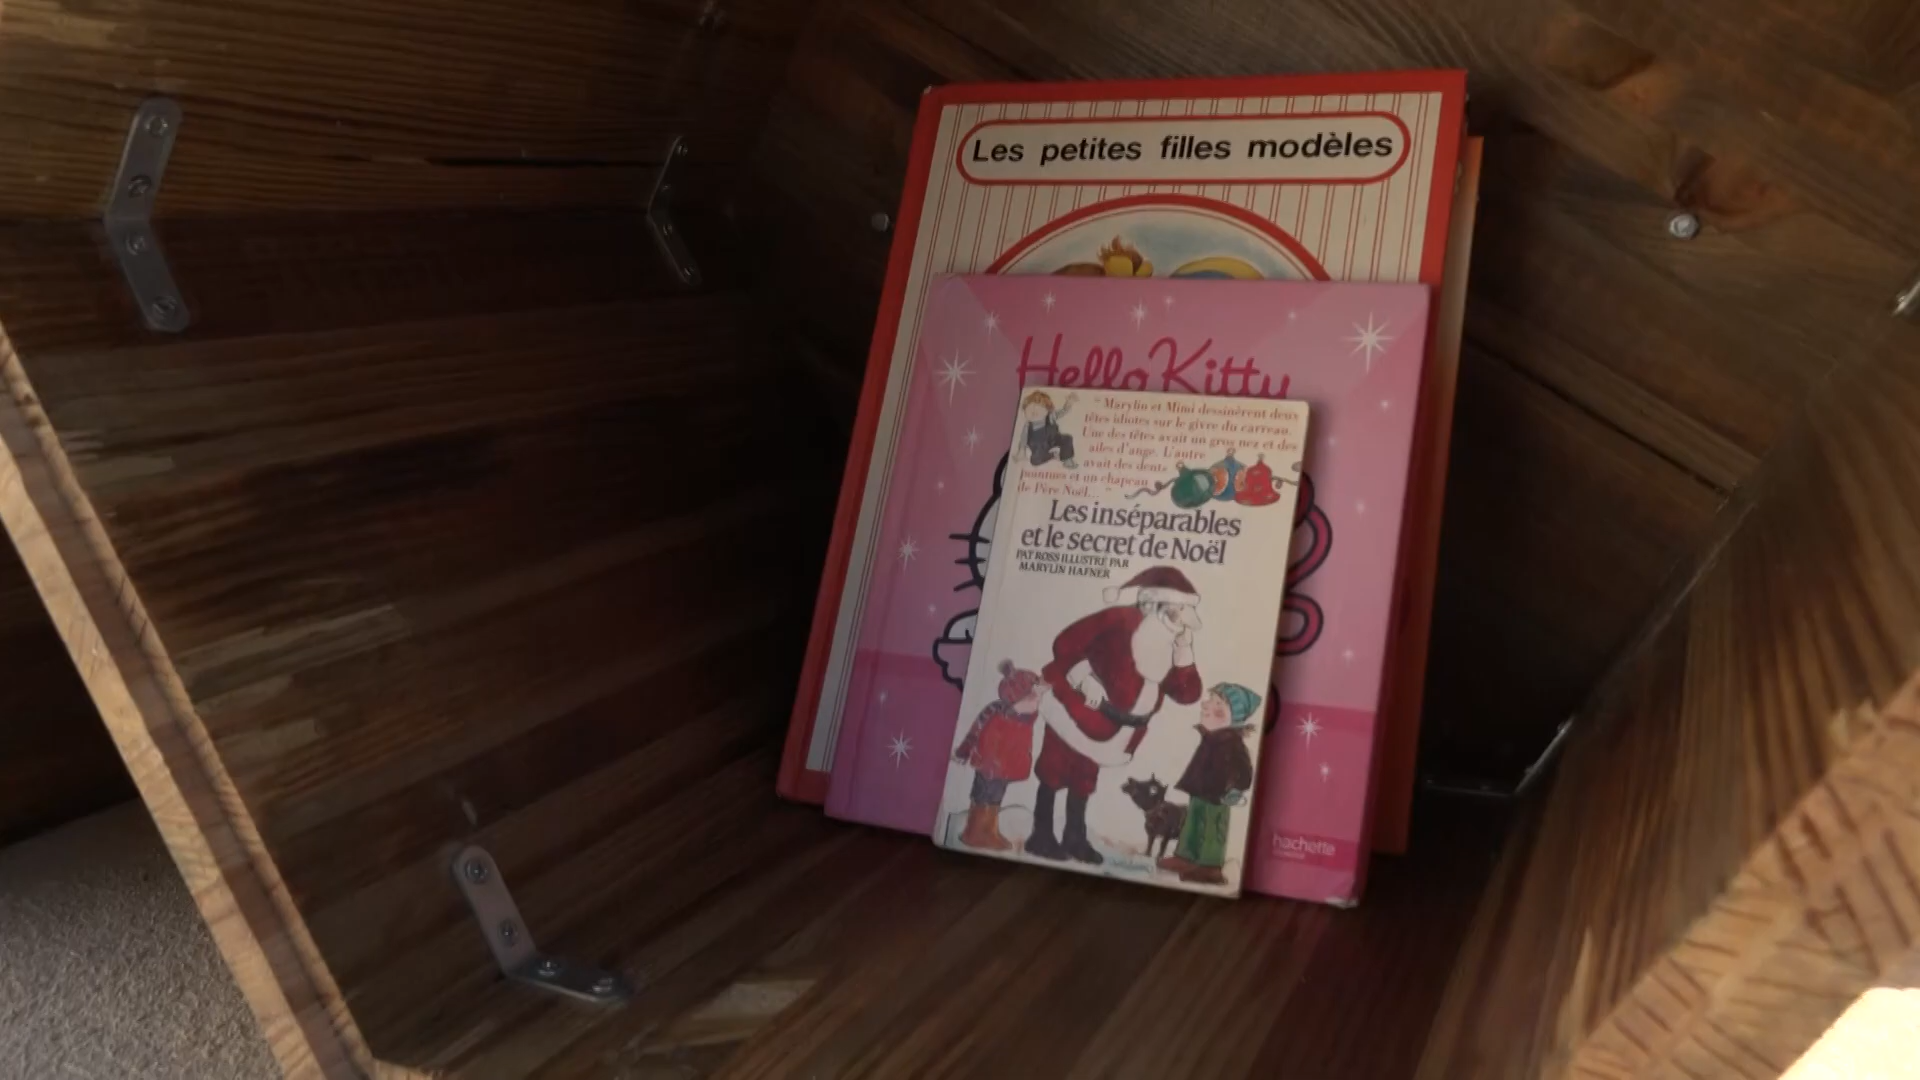 Les petites filles modèles
Hello Kitty
" Marylin et Mimi dessinèrent deux
têtes idiotes sur le givre du carreau.
Une des têtes avait un gros nez et des
ailes d'ange. L'autre
avait des dents
pointues et un chapeau
de Père Noël... "
Les inséparables
et le secret de Noël
PAT ROSS ILLUSTRÉ PAR
MARYLIN HAFNER
hachette